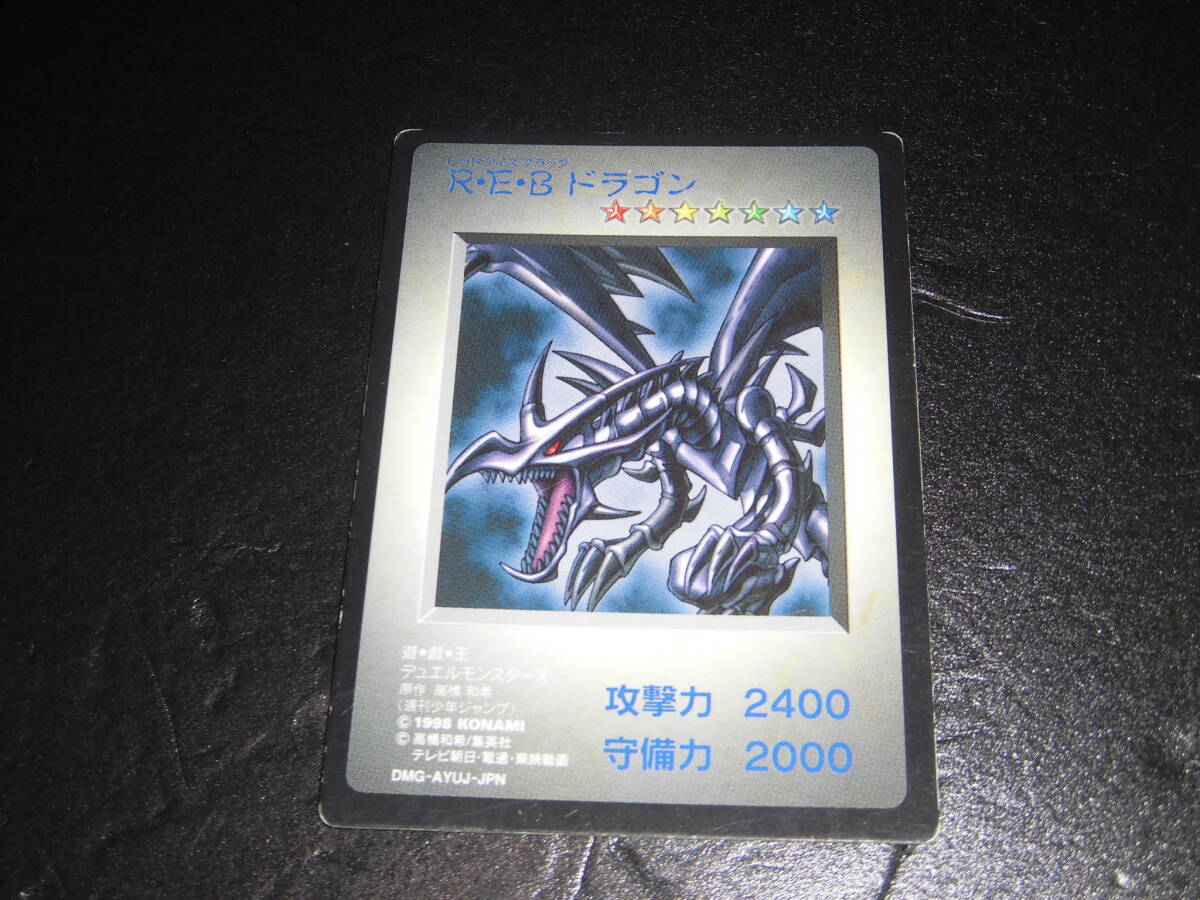 レッドアイズブラック
R・E・B ドラゴン
遊★戯★王
デュエルモンスターズ
原作 高橋 和希
(週刊少年ジャンプ)
© 1998 KONAMI
© 高橋和希/集英社
テレビ朝日・電通・東映動画
DMG-AYUJ-JPN
攻撃力 2400
守備力 2000